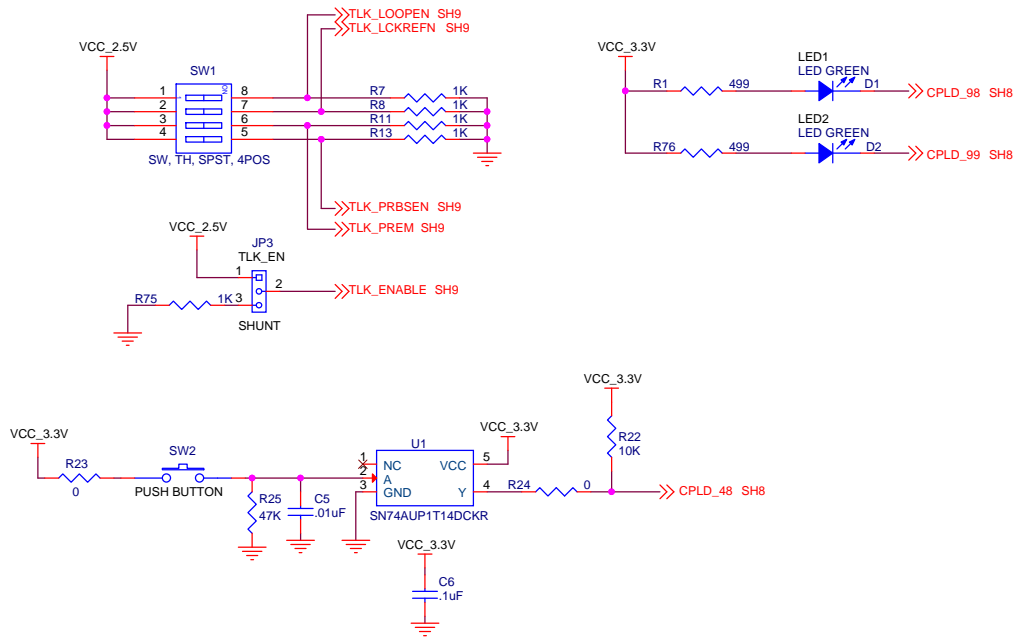 TLK_LOOPEN SH9
TLK_LCKREFN SH9
VCC_2.5V
SW1
NO
1 8 R7 1K
2 7 R8 1K
3 6 R11 1K
4 5 R13 1K
SW, TH, SPST, 4POS
TLK_PRBSEN SH9
TLK_PREM SH9
VCC_3.3V
LED1
LED GREEN
R1 499 D1 CPLD_98 SH8
LED2
LED GREEN
R76 499 D2 CPLD_99 SH8
VCC_2.5V
JP3
TLK_EN
1
2 TLK_ENABLE SH9
R75 1K 3
SHUNT
VCC_3.3V
R22
10K
VCC_3.3V
R23
0
SW2
PUSH BUTTON
R25
47K
C5
.01uF
U1
VCC_3.3V
1 NC VCC 5
2 A
3 GND Y 4 R24 0 CPLD_48 SH8
SN74AUP1T14DCKR
VCC_3.3V
C6
.1uF